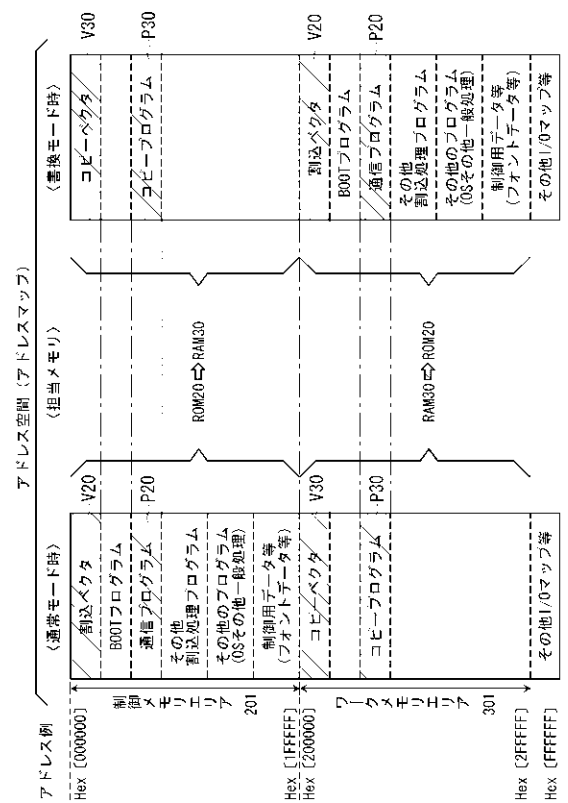 アドレス空間（アドレスマップ）
アドレス例
〈通常モード時〉
〈担当メモリ〉
〈書換モード時〉
Hex [000000]
制御メモリエリア
201
Hex [1FFFFF]
Hex [200000]
ワークメモリエリア
301
Hex [2FFFFF]
Hex [FFFFFF]
割込ベクタ
V20
BOOTプログラム
通信プログラム
P20
その他
割込処理プログラム
その他のプログラム
(OSその他一般処理)
制御用データ等
(フォントデータ等)
コピーベクタ
V30
コピープログラム
P30
その他I/Oマップ等
ROM20⇨RAM30
RAM30⇨ROM20
コピーベクタ
V30
コピープログラム
P30
割込ベクタ
V20
BOOTプログラム
通信プログラム
P20
その他
割込処理プログラム
その他のプログラム
(OSその他一般処理)
制御用データ等
(フォントデータ等)
その他I/Oマップ等